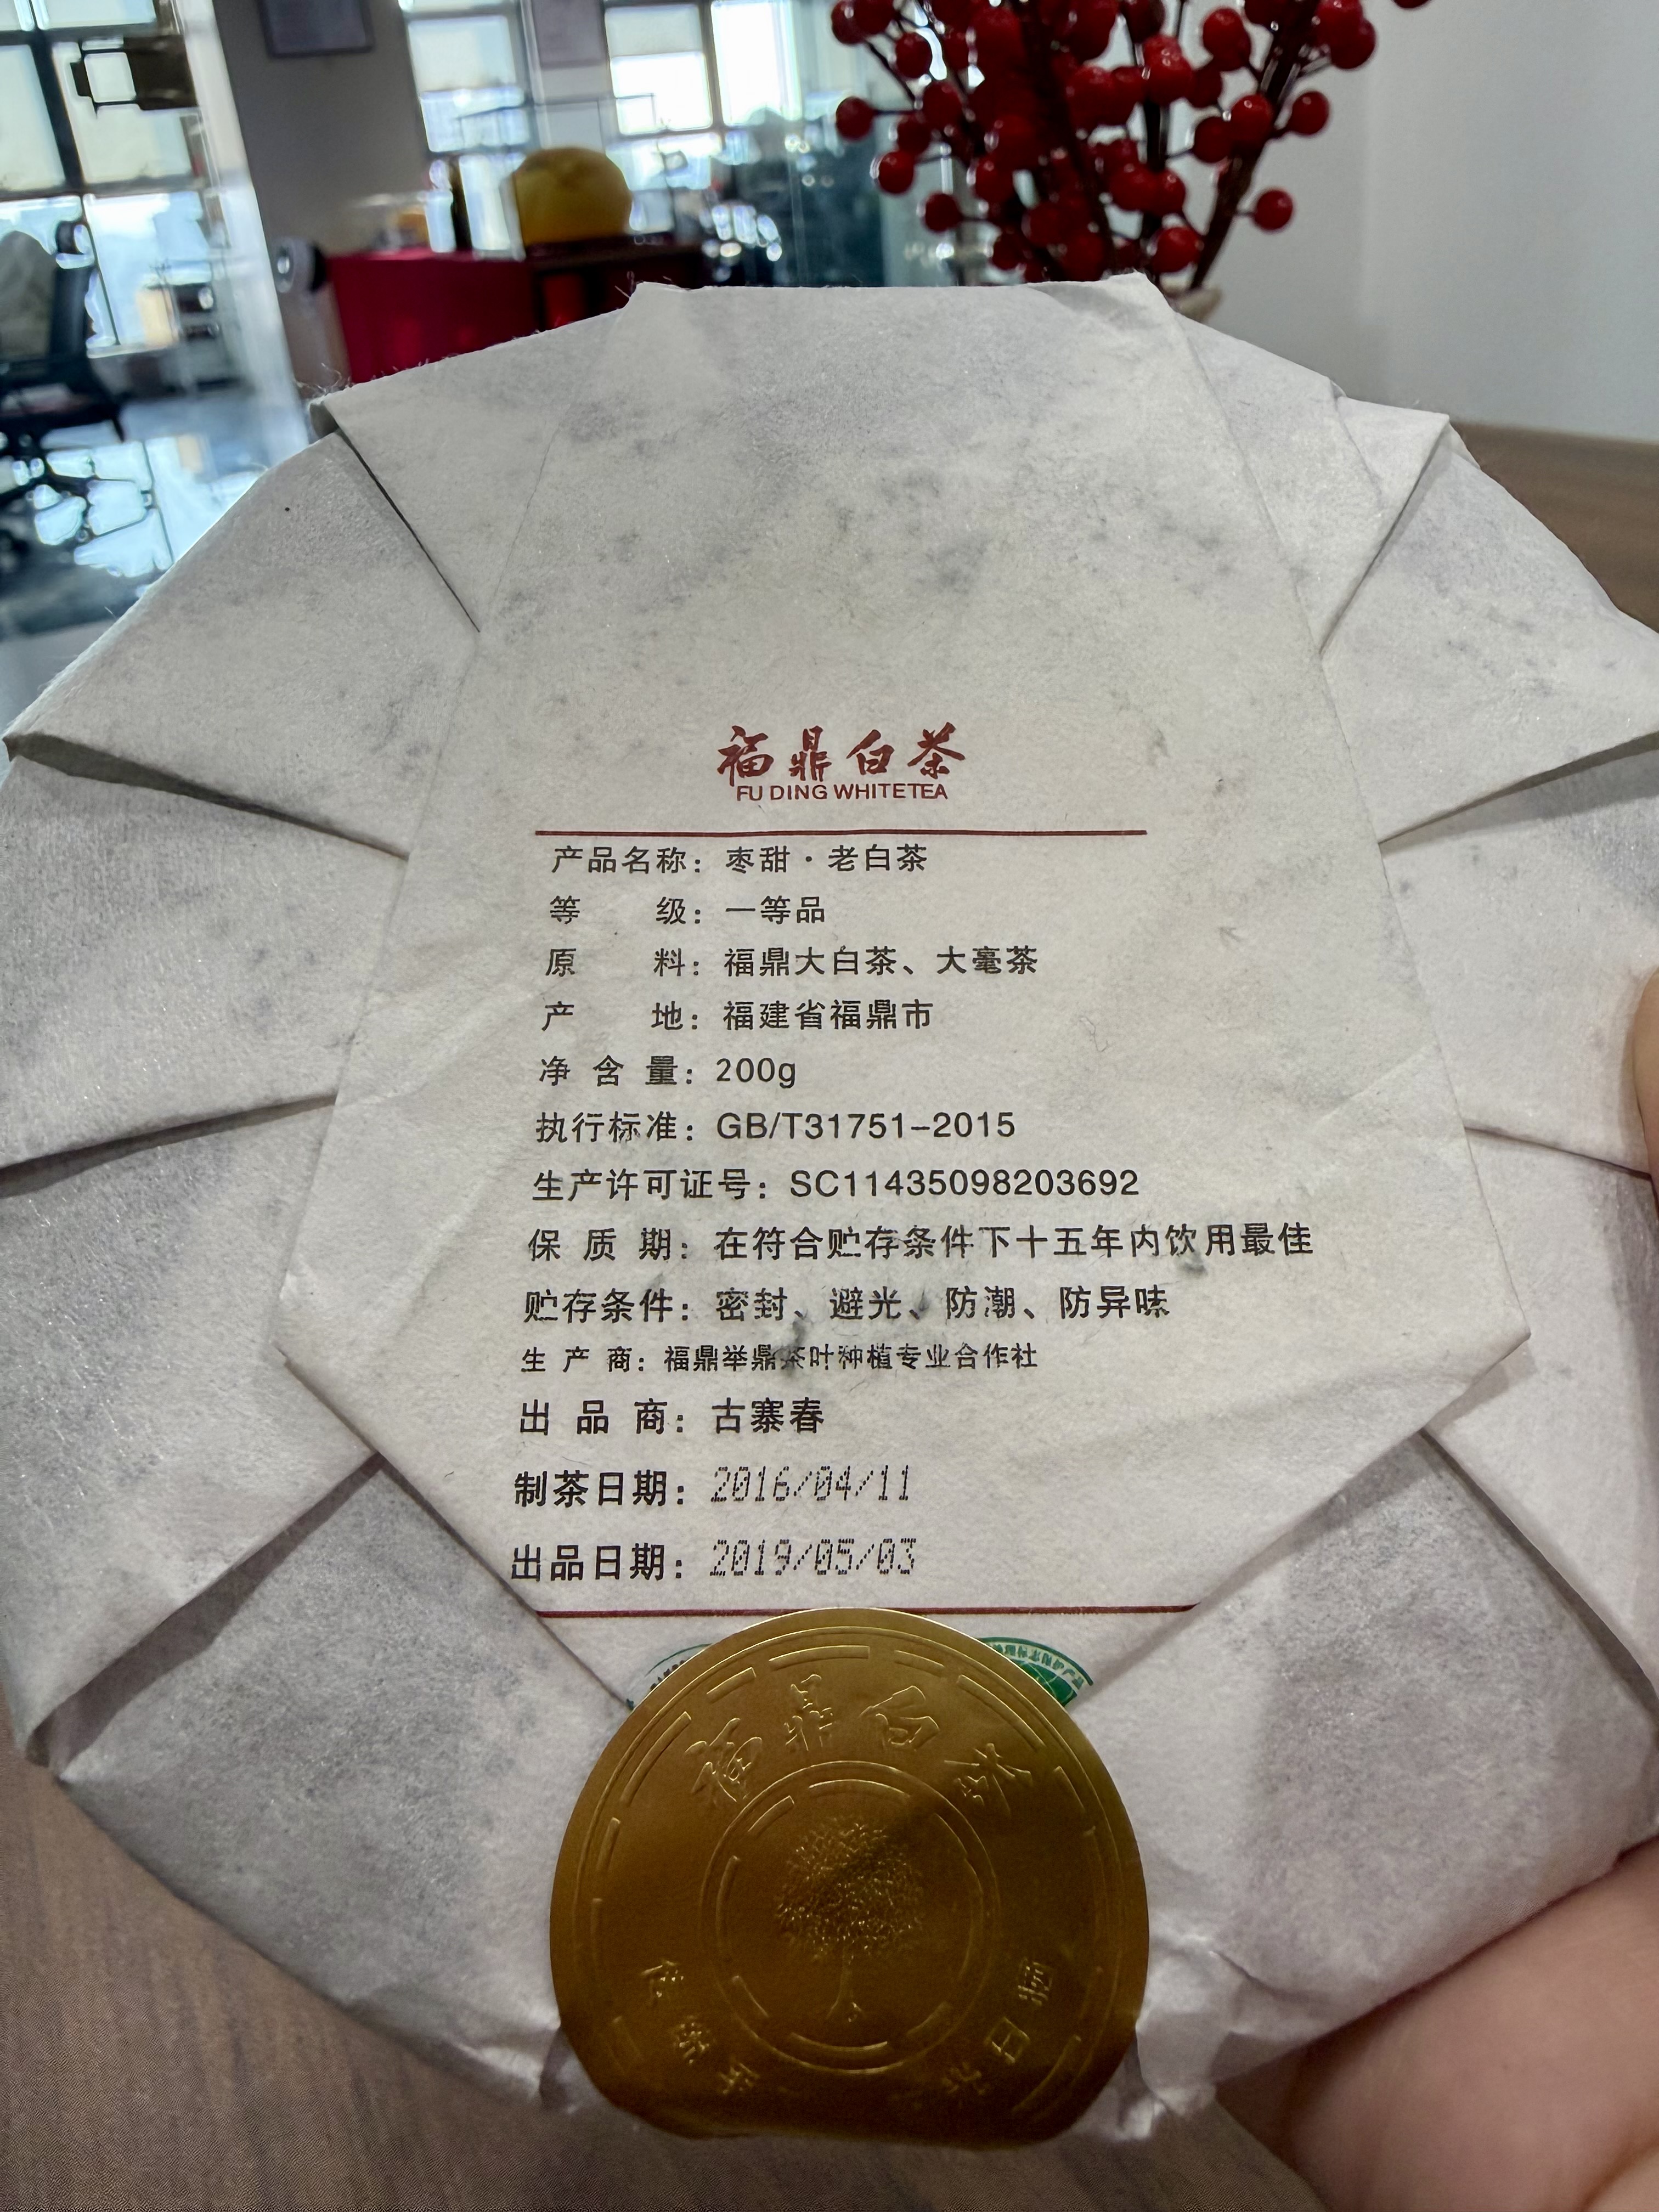 福鼎白茶
FU DING WHITETEA
产品名称：枣甜·老白茶
等　　级：一等品
原　　料：福鼎大白茶、大毫茶
产　　地：福建省福鼎市
净 含 量：200g
执行标准：GB/T31751-2015
生产许可证号：SC11435098203692
保 质 期：在符合贮存条件下十五年内饮用最佳
贮存条件：密封、避光、防潮、防异味
生 产 商：福鼎举鼎茶叶种植专业合作社
出 品 商：古寨春
制茶日期：2016/04/11
出品日期：2019/05/03
福鼎白茶